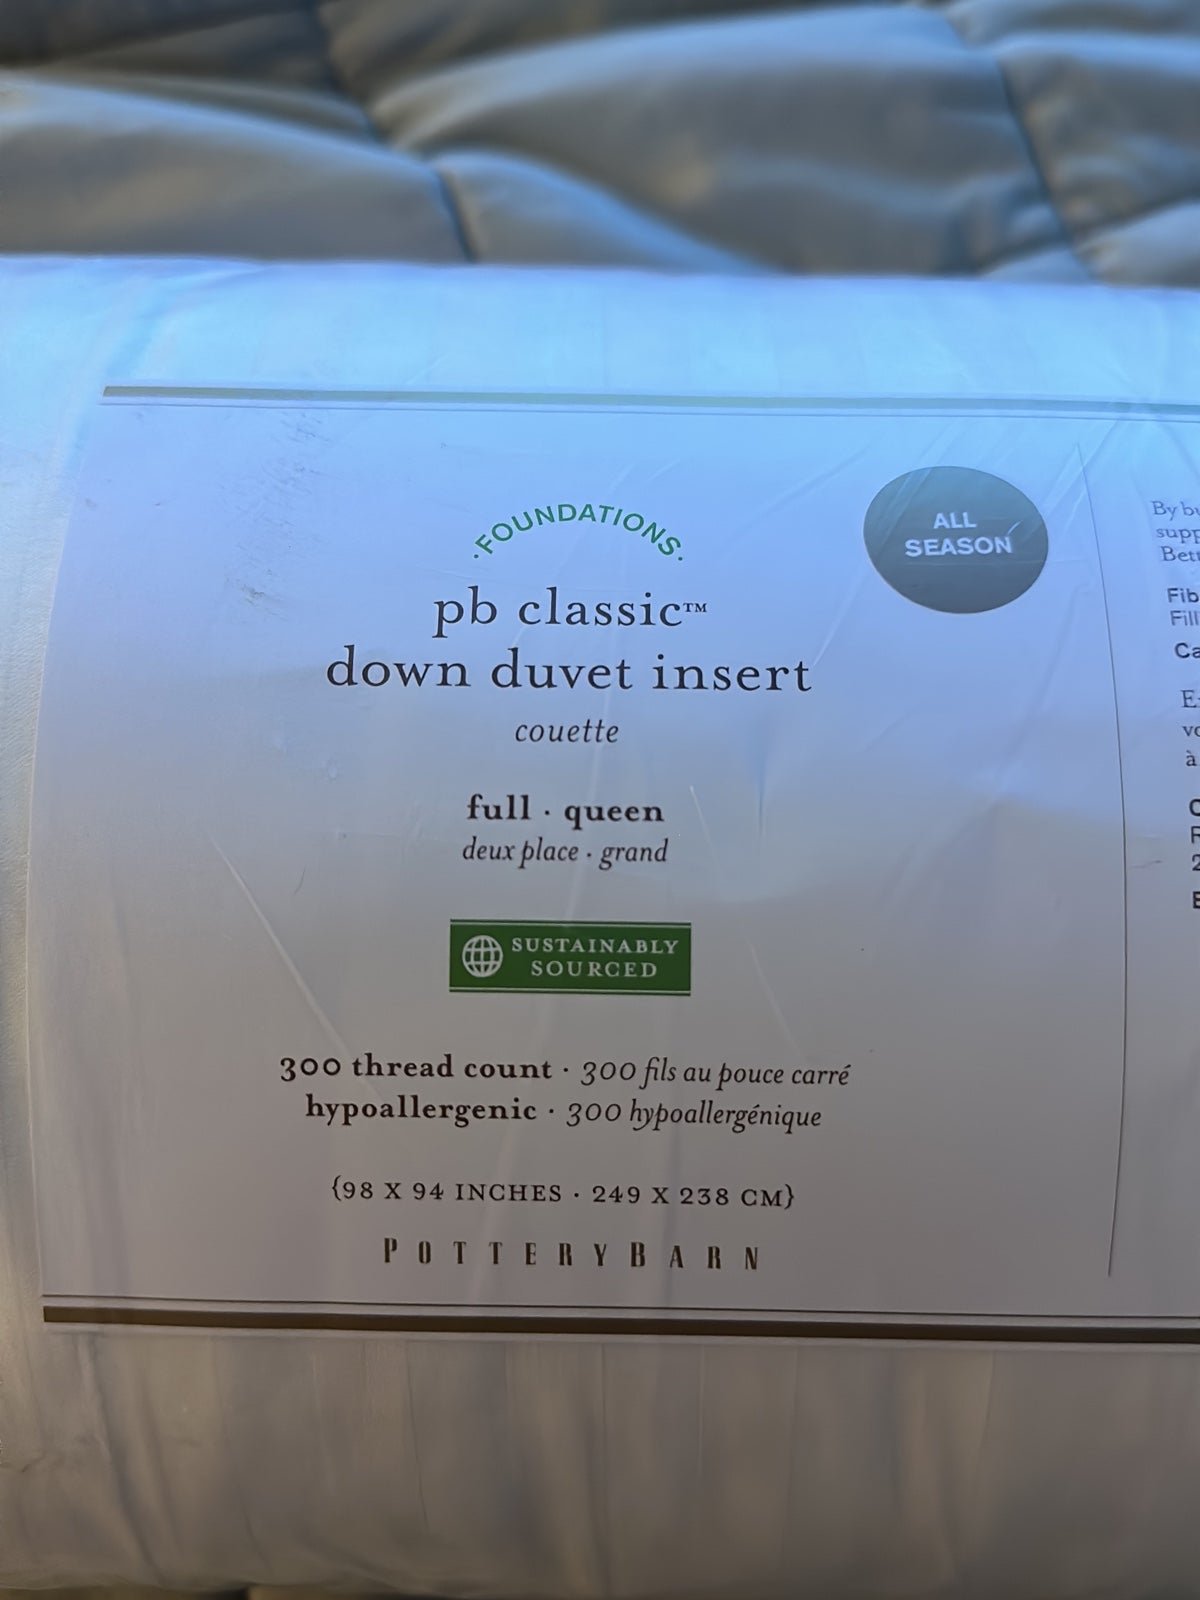 ·FOUNDATIONS·
ALL
SEASON
pb classic™
down duvet insert
couette
full · queen
deux place · grand
SUSTAINABLY
SOURCED
300 thread count · 300 fils au pouce carré
hypoallergenic · 300 hypoallergénique
{98 X 94 INCHES · 249 X 238 CM}
POTTERYBARN
By